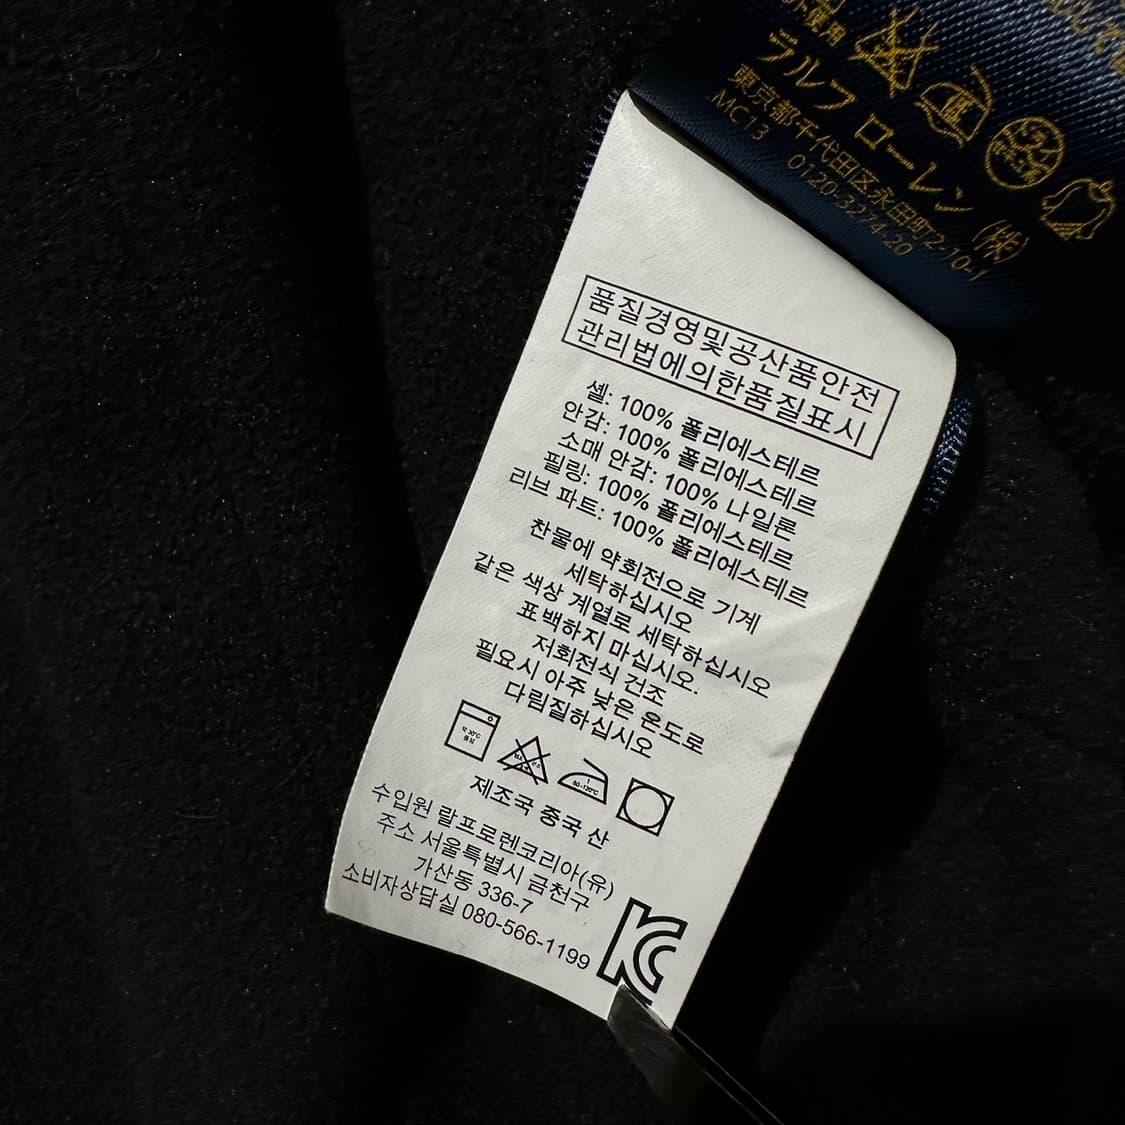 ラルフ ローレン (株)
東京都千代田区永田町2-10-1
MC13 0120-3274-20
품질경영및공산품안전
관리법에의한품질표시
셸: 100% 폴리에스테르
안감: 100% 폴리에스테르
소매 안감: 100% 나일론
필링: 100% 폴리에스테르
리브 파트: 100% 폴리에스테르
찬물에 약회전으로 기계
세탁하십시오
같은 색상 계열로 세탁하십시오
표백하지 마십시오.
저회전식 건조
필요시 아주 낮은 온도로
다림질하십시오
제조국 중국 산
수입원 랄프로렌코리아(유)
주소 서울특별시 금천구
가산동 336-7
소비자상담실 080-566-1199